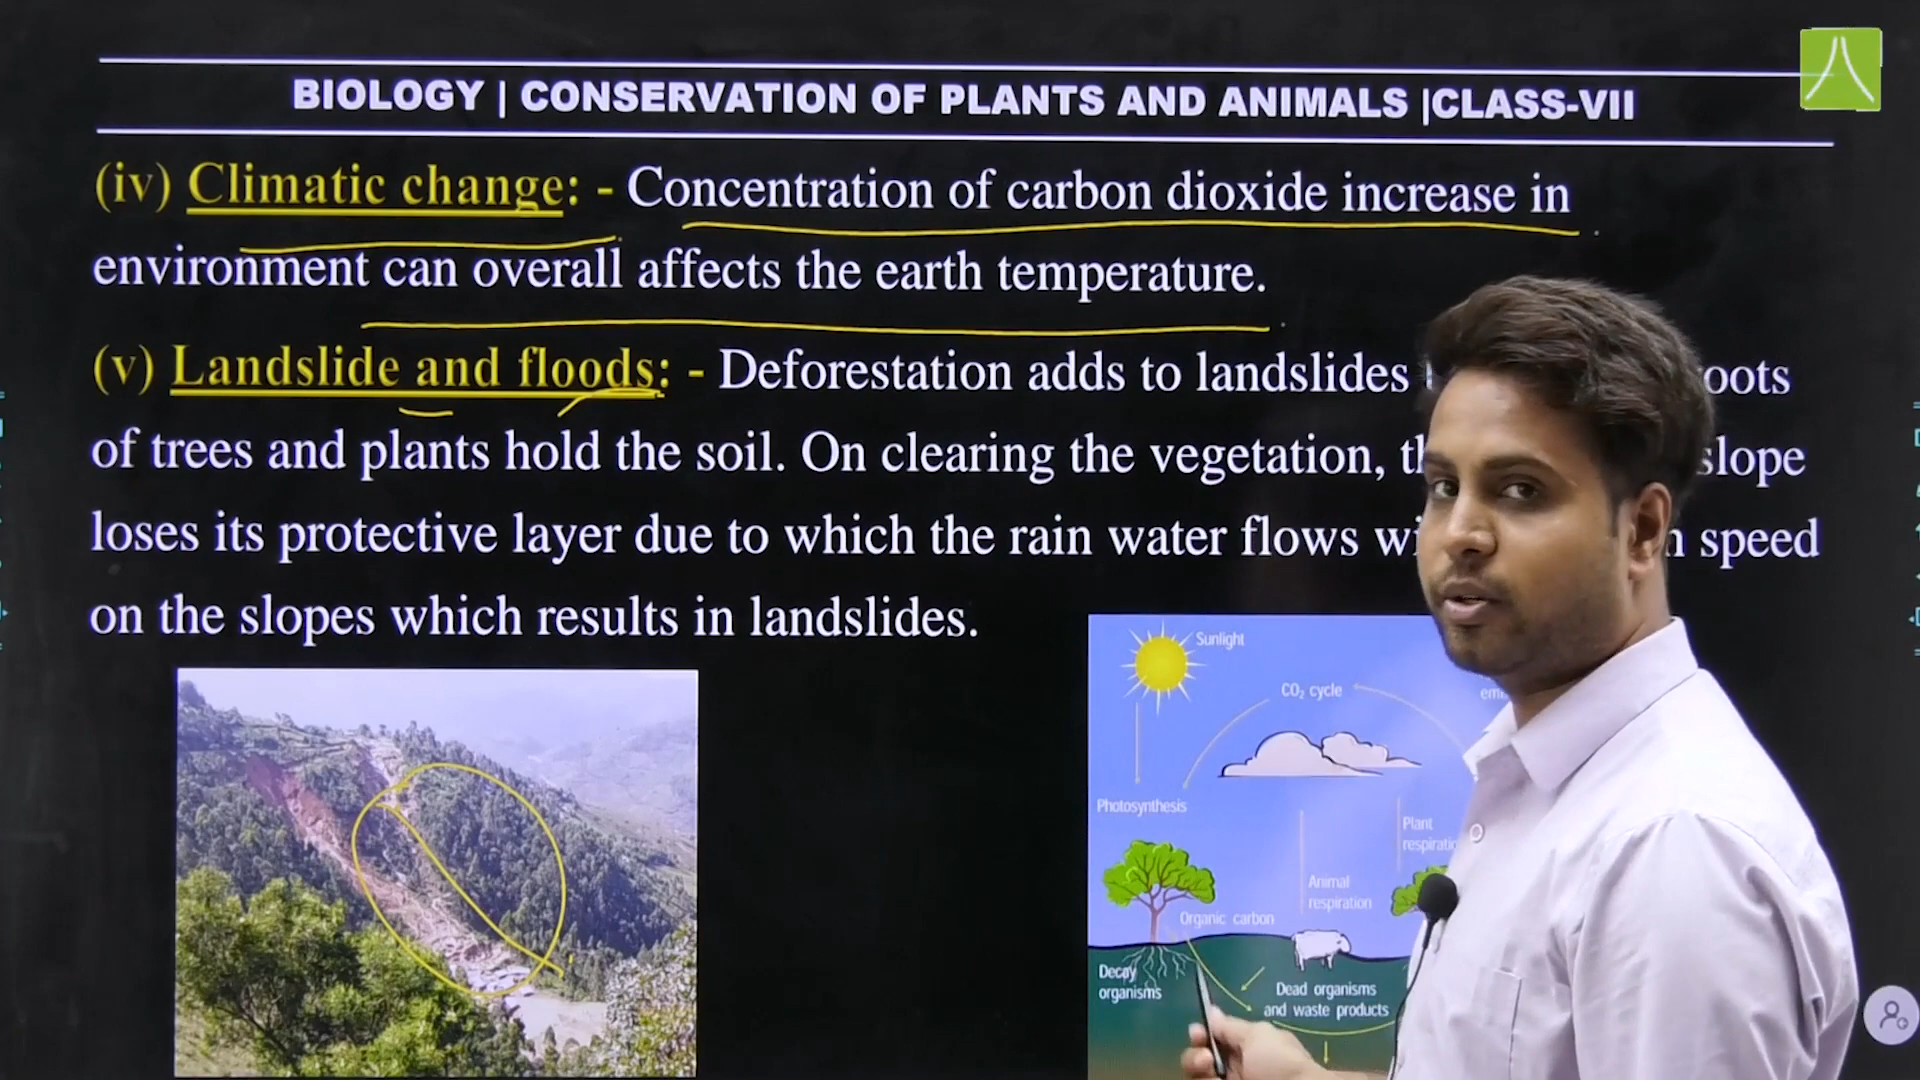 BIOLOGY | CONSERVATION OF PLANTS AND ANIMALS |CLASS-VII
(iv) Climatic change: - Concentration of carbon dioxide increase in
environment can overall affects the earth temperature.
(v) Landslide and floods: - Deforestation adds to landslides
of trees and plants hold the soil. On clearing the vegetation, slope
loses its protective layer due to which the rain water flows speed
on the slopes which results in landslides.
Sunlight
CO₂ cycle
Photosynthesis
Plant
Animal
respiration
Organic carbon
Decay
organisms
Dead organisms
and waste products